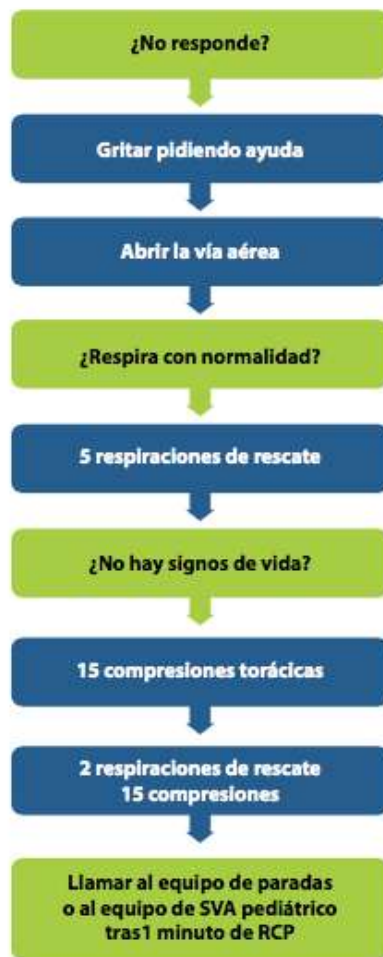 ¿No responde?
Gritar pidiendo ayuda
Abrir la vía aérea
¿Respira con normalidad?
5 respiraciones de rescate
¿No hay signos de vida?
15 compresiones torácicas
2 respiraciones de rescate
15 compresiones
Llamar al equipo de paradas
o al equipo de SVA pediátrico
tras1 minuto de RCP